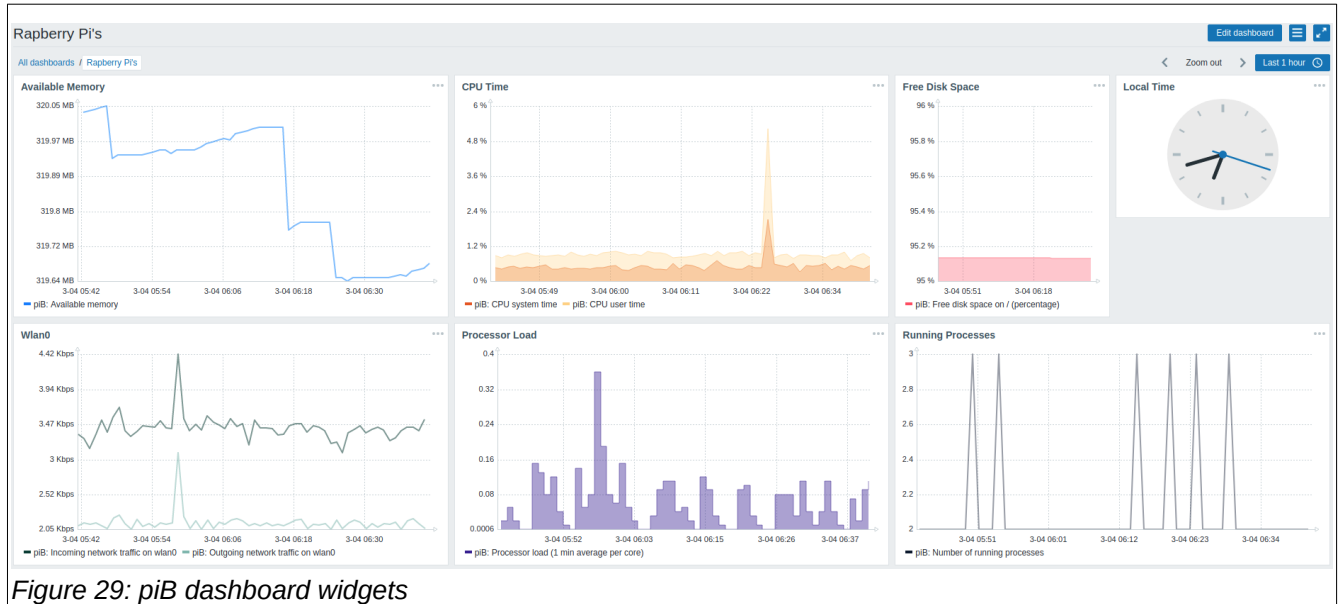 Rapberry Pi's
Edit dashboard
All dashboards / Rapberry Pi's
Zoom out
Last 1 hour
Available Memory
320.05 MB
319.97 MB
319.89 MB
319.8 MB
319.72 MB
319.64 MB
3-04 05:42 3-04 05:54 3-04 06:06 3-04 06:18 3-04 06:30
piB: Available memory
CPU Time
6 %
4.8 %
3.6 %
2.4 %
1.2 %
0 %
3-04 05:49 3-04 06:00 3-04 06:11 3-04 06:22 3-04 06:34
piB: CPU system time piB: CPU user time
Free Disk Space
96 %
95.8 %
95.6 %
95.4 %
95.2 %
95 %
3-04 05:51 3-04 06:18
piB: Free disk space on / (percentage)
Local Time
Wlan0
4.42 Kbps
3.94 Kbps
3.47 Kbps
3 Kbps
2.52 Kbps
2.05 Kbps
3-04 05:42 3-04 05:54 3-04 06:06 3-04 06:18 3-04 06:30
piB: Incoming network traffic on wlan0 piB: Outgoing network traffic on wlan0
Processor Load
0.4
0.32
0.24
0.16
0.08
0.0006
3-04 05:52 3-04 06:03 3-04 06:15 3-04 06:26 3-04 06:37
piB: Processor load (1 min average per core)
Running Processes
3
2.8
2.6
2.4
2.2
2
3-04 05:51 3-04 06:01 3-04 06:12 3-04 06:23 3-04 06:34
piB: Number of running processes
Figure 29: piB dashboard widgets